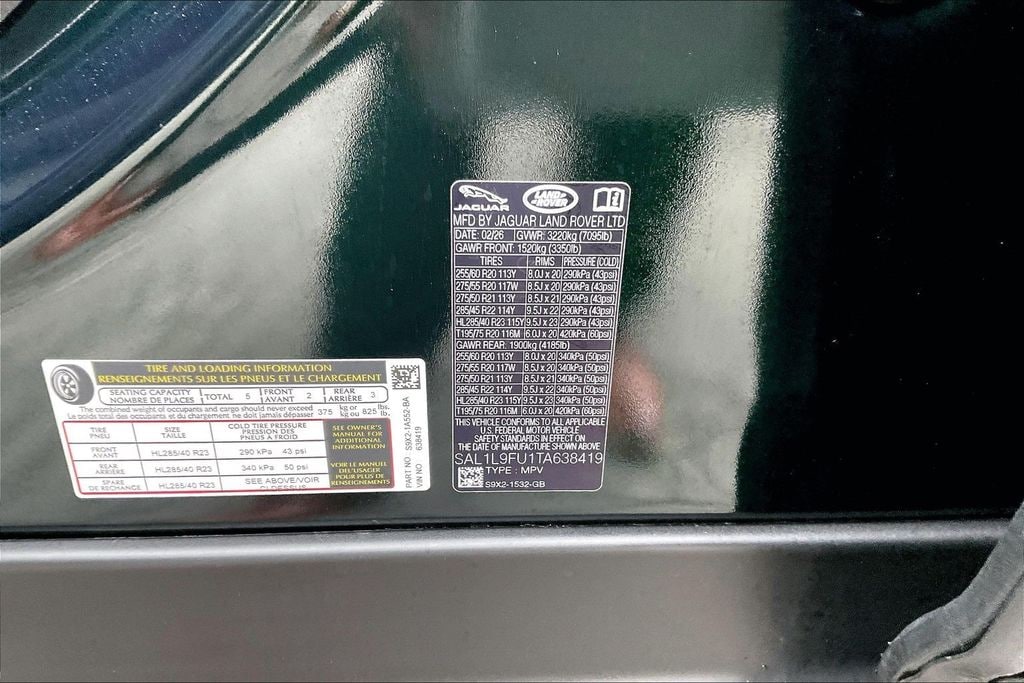 JAGUAR
LAND-
-ROVER
MFD BY JAGUAR LAND ROVER LTD
DATE: 02/26 GVWR: 3220kg (7095lb)
GAWR FRONT: 1520kg (3350lb)
TIRES RIMS PRESSURE (COLD)
255/60 R20 113Y 8.0J x 20 290kPa (43psi)
275/55 R20 117W 8.5J x 20 290kPa (43psi)
275/50 R21 113Y 8.5J x 21 290kPa (43psi)
285/45 R22 114Y 9.5J x 22 290kPa (43psi)
HL285/40 R23 115Y 9.5J x 23 290kPa (43psi)
T195/75 R20 116M 6.0J x 20 420kPa (60psi)
GAWR REAR: 1900kg (4185lb)
255/60 R20 113Y 8.0J x 20 340kPa (50psi)
275/55 R20 117W 8.5J x 20 340kPa (50psi)
275/50 R21 113Y 8.5J x 21 340kPa (50psi)
285/45 R22 114Y 9.5J x 22 340kPa (50psi)
HL285/40 R23 115Y 9.5J x 23 340kPa (50psi)
T195/75 R20 116M 6.0J x 20 420kPa (60psi)
THIS VEHICLE CONFORMS TO ALL APPLICABLE
U.S. FEDERAL MOTOR VEHICLE
SAFETY STANDARDS IN EFFECT ON
THE DATE OF MANUFACTURE SHOWN ABOVE
SAL1L9FU1TA638419
TYPE : MPV
S9X2-1532-GB
TIRE AND LOADING INFORMATION
RENSEIGNEMENTS SUR LES PNEUS ET LE CHARGEMENT
SEATING CAPACITY
NOMBRE DE PLACES
TOTAL 5
FRONT
AVANT 2
REAR
ARRIÈRE 3
The combined weight of occupants and cargo should never exceed
Le poids total des occupants et du chargement ne doit jamais dépasser
375 kg or
kg ou 825 lbs.
lb.
TIRE
PNEU
SIZE
TAILLE
COLD TIRE PRESSURE
PRESSION DES
PNEUS À FROID
FRONT
AVANT
HL285/40 R23
290 kPa 43 psi
REAR
ARRIÈRE
HL285/40 R23
340 kPa 50 psi
SPARE
DE RECHANGE
HL285/40 R23
SEE ABOVE/VOIR
CI-DESSUS
SEE OWNER'S
MANUAL FOR
ADDITIONAL
INFORMATION
VOIR LE MANUEL
DE L'USAGER
POUR PLUS DE
RENSEIGNEMENTS
PART NO S9X2-1A552-BA
VIN NO 638419